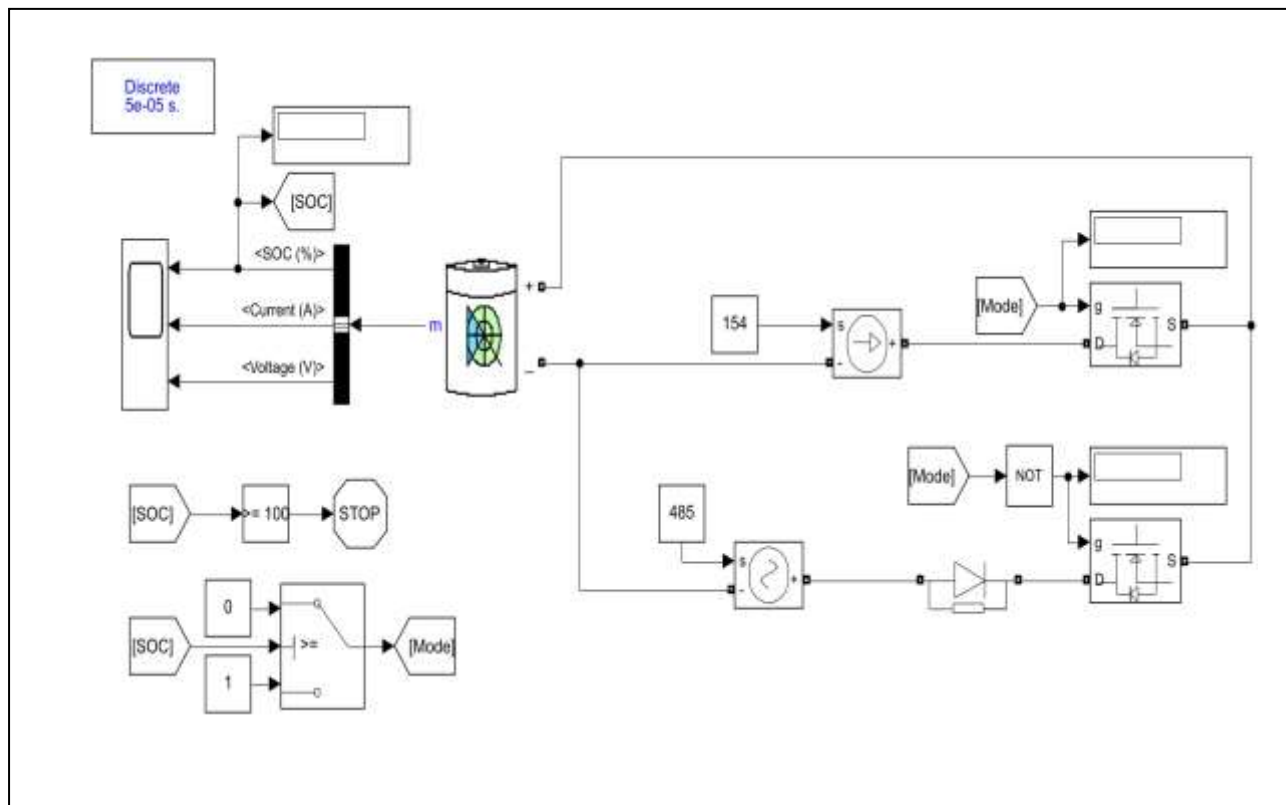 Discrete
5e-05 s.
[SOC]
<SOC (%)>
<Current (A)>
<Voltage (V)>
m
+
–
154
s
-
+
[Mode]
g
D
S
[SOC]
>= 100
STOP
485
s
-
+
[Mode]
NOT
g
D
S
0
[SOC]
>=
1
[Mode]